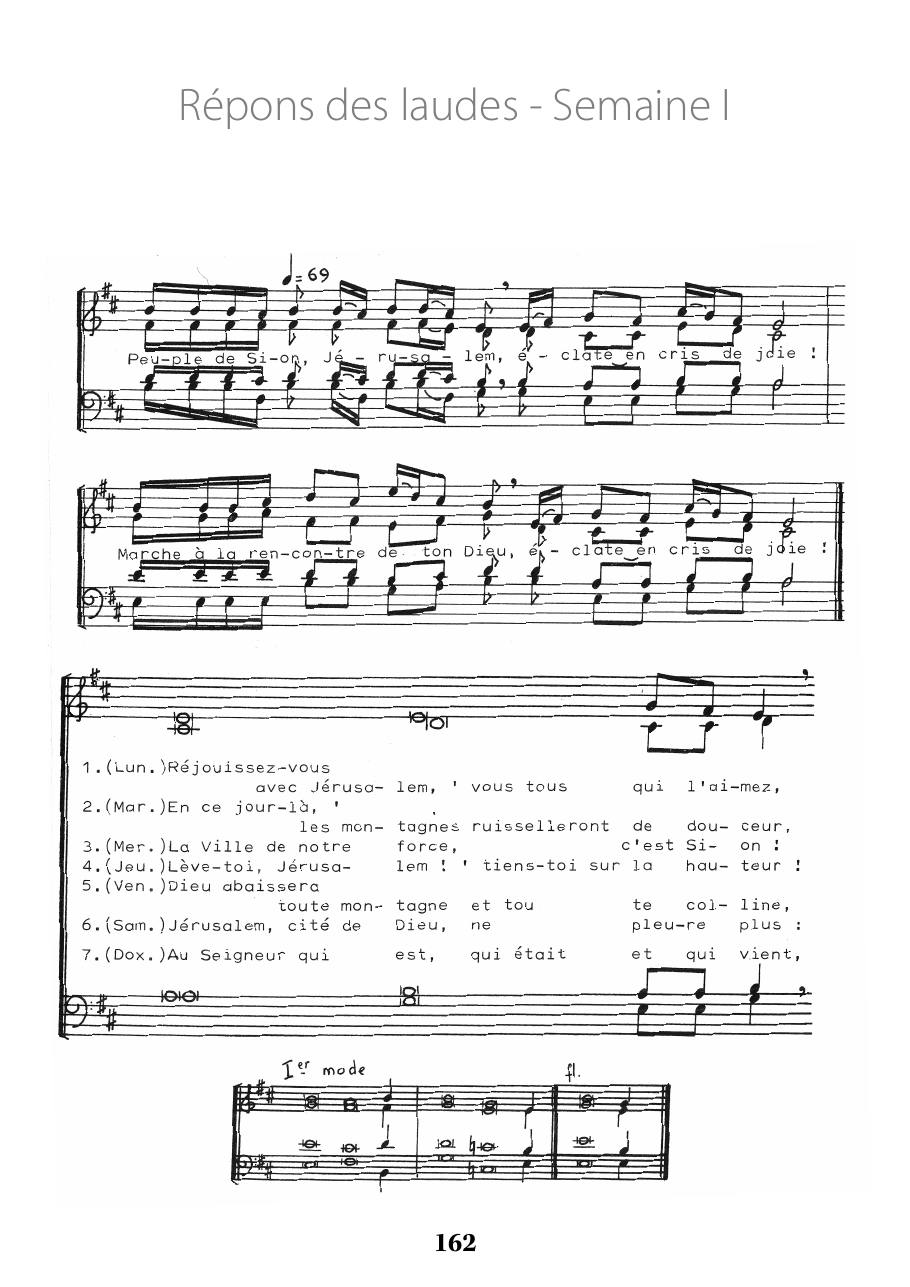 Répons des laudes - Semaine I
= 69
Peu-ple de Si-on, Jé - ru-sa - lem, é - clate en cris de joie !
Marche à la ren-con-tre de ton Dieu, é - clate en cris de joie !
1.(Lun.)Réjouissez-vous
avec Jérusa- lem, ' vous tous qui l'ai-mez,
2.(Mar.)En ce jour-là, '
les mon- tagnes ruisselleront de dou- ceur,
3.(Mer.)La Ville de notre force, c'est Si- on !
4.(Jeu.)Lève-toi, Jérusa- lem ! ' tiens-toi sur la hau- teur !
5.(Ven.)Dieu abaissera
toute mon- tagne et tou te col- line,
6.(Sam.)Jérusalem, cité de Dieu, ne pleu-re plus :
7.(Dox.)Au Seigneur qui est, qui était et qui vient,
Ier mode fl.
162